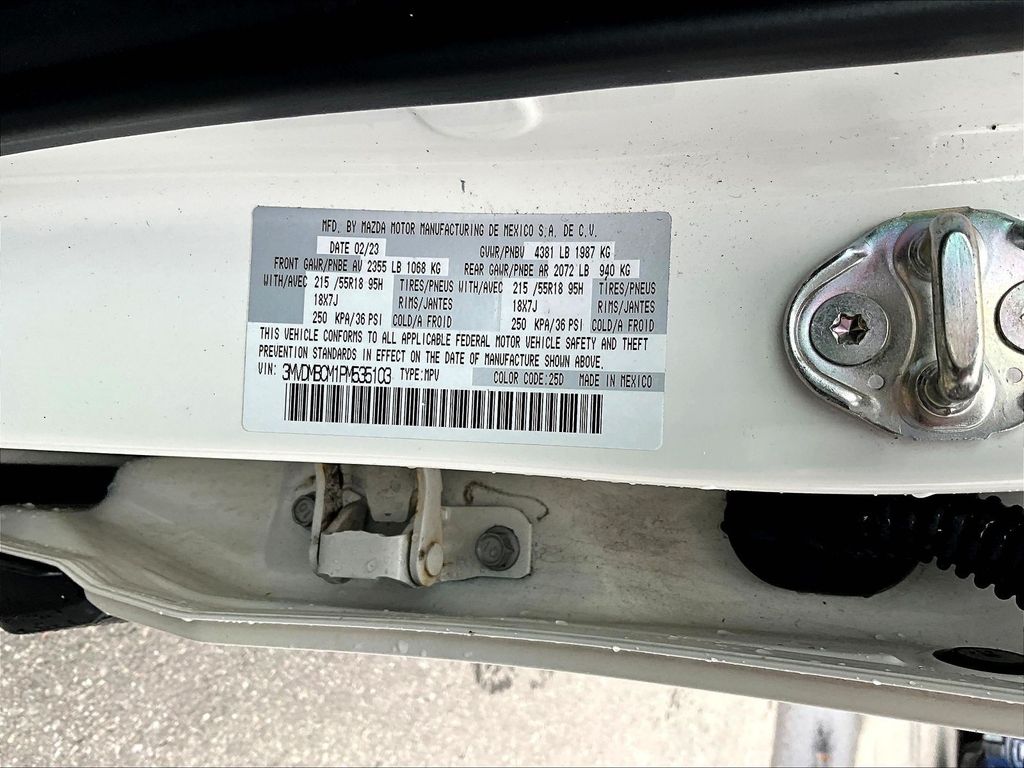 MFD. BY MAZDA MOTOR MANUFACTURING DE MEXICO S.A. DE C.V.
DATE 02/23 GVWR/PNBV 4381 LB 1987 KG
FRONT GAWR/PNBE AV 2355 LB 1068 KG REAR GAWR/PNBE AR 2072 LB 940 KG
WITH/AVEC 215 /55R18 95H TIRES/PNEUS WITH/AVEC 215 /55R18 95H TIRES/PNEUS
18X7J RIMS/JANTES 18X7J RIMS/JANTES
250 KPA/36 PSI COLD/A FROID 250 KPA/36 PSI COLD/A FROID
THIS VEHICLE CONFORMS TO ALL APPLICABLE FEDERAL MOTOR VEHICLE SAFETY AND THEFT
PREVENTION STANDARDS IN EFFECT ON THE DATE OF MANUFACTURE SHOWN ABOVE.
VIN: 3MVDMBCM1PM535103 TYPE:MPV COLOR CODE:25D MADE IN MEXICO